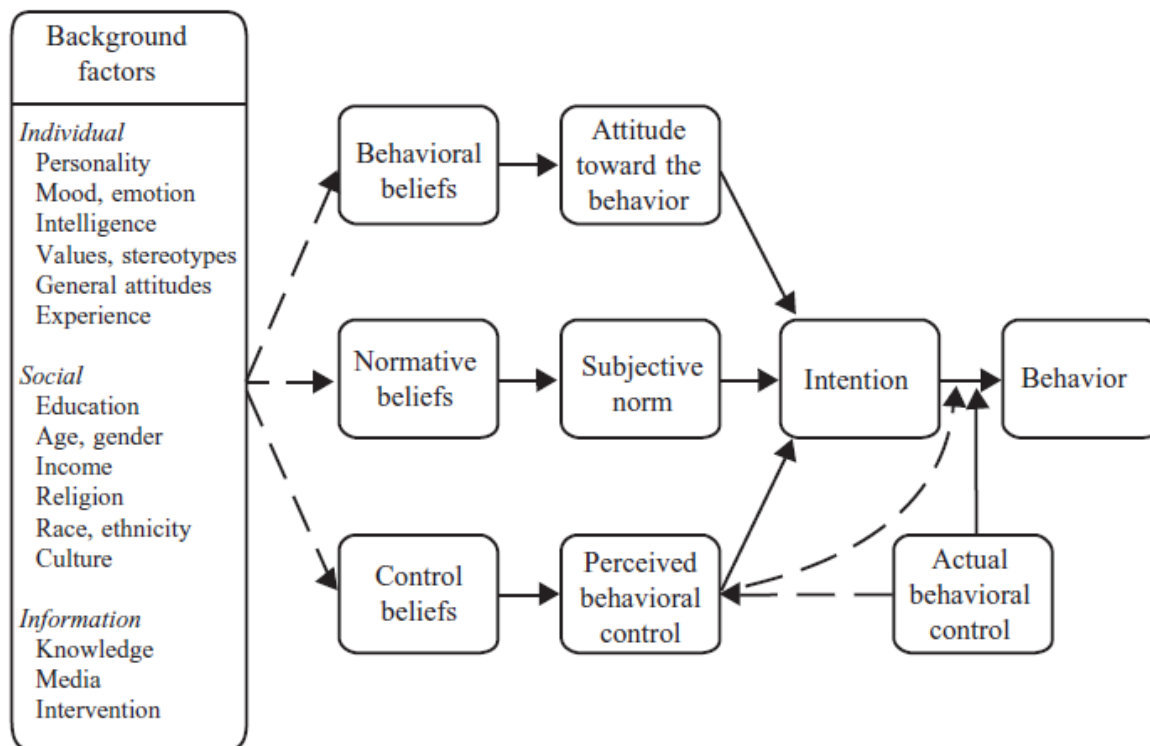 Background
factors
Individual
Personality
Mood, emotion
Intelligence
Values, stereotypes
General attitudes
Experience
Social
Education
Age, gender
Income
Religion
Race, ethnicity
Culture
Information
Knowledge
Media
Intervention
Behavioral
beliefs
Attitude
toward the
behavior
Normative
beliefs
Subjective
norm
Intention
Behavior
Control
beliefs
Perceived
behavioral
control
Actual
behavioral
control